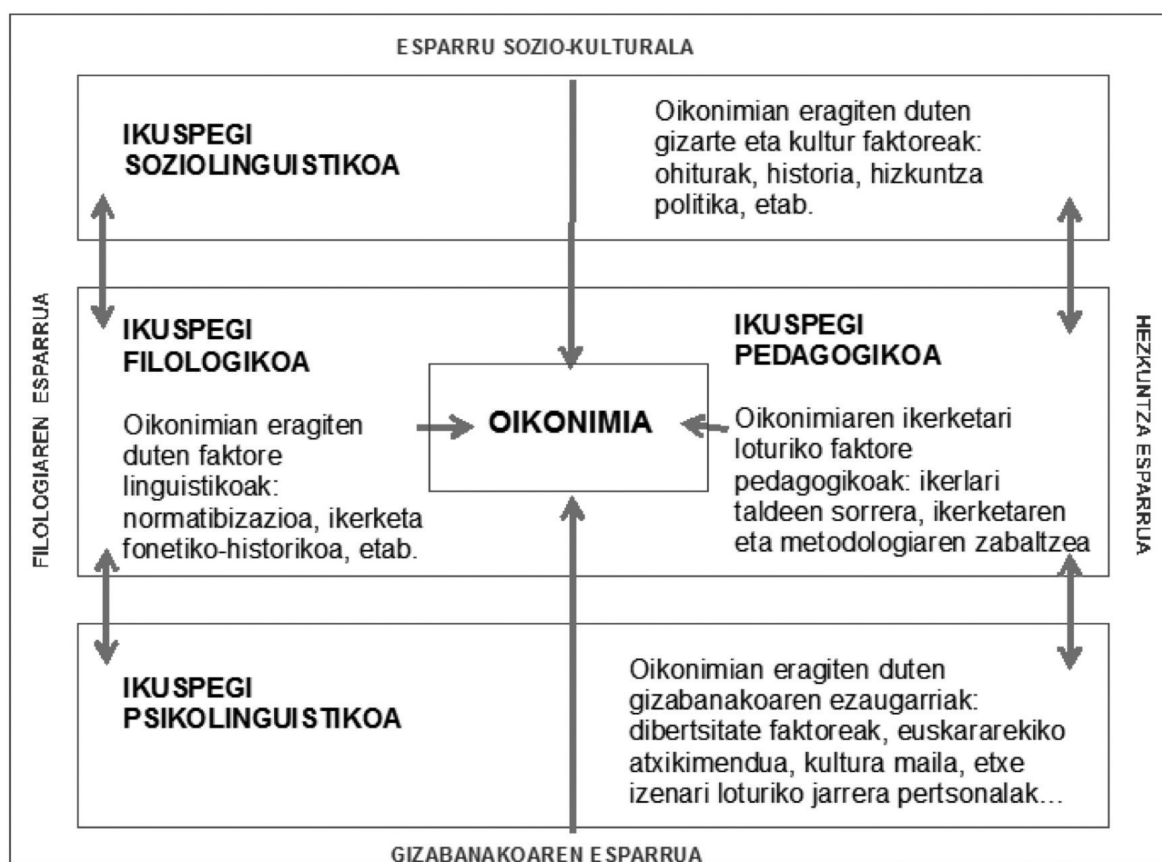 ESPARRU SOZIO-KULTURALA
IKUSPEGI
SOZIOLINGUISTIKOA
Oikonimian eragiten duten
gizarte eta kultur faktoreak:
ohiturak, historia, hizkuntza
politika, etab.
FILOLOGIAREN ESPARRUA
IKUSPEGI
FILOLOGIKOA
Oikonimian eragiten
duten faktore
linguistikoak:
normatibizazioa, ikerketa
fonetiko-historikoa, etab.
OIKONIMIA
IKUSPEGI
PEDAGOGIKOA
Oikonimiaren ikerketari
loturiko faktore
pedagogikoak: ikerlari
taldeen sorrera, ikerketaren
eta metodologiaren zabaltzea
HEZKUNTZA ESPARRUA
IKUSPEGI
PSIKOLINGUISTIKOA
Oikonimian eragiten duten
gizabanakoaren ezaugarriak:
dibertsitate faktoreak, euskararekiko
atxikimendua, kultura maila, etxe
izenari loturiko jarrera pertsonalak…
GIZABANAKOAREN ESPARRUA